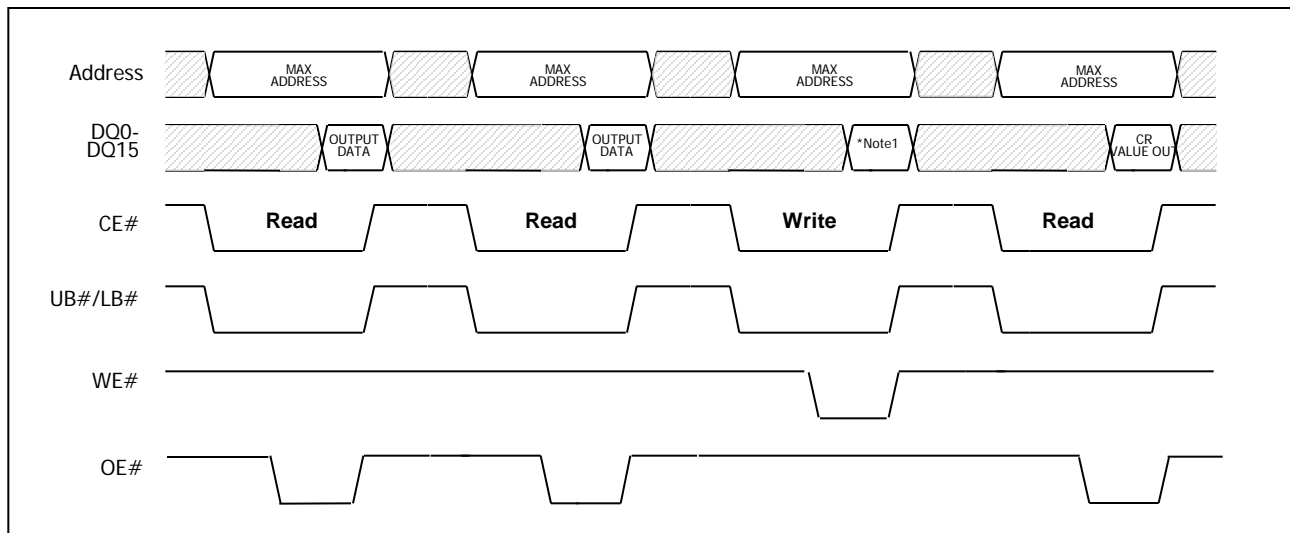 Address
MAX
ADDRESS
MAX
ADDRESS
MAX
ADDRESS
MAX
ADDRESS
DQ0-
DQ15
OUTPUT
DATA
OUTPUT
DATA
*Note1
CR
VALUE OUT
CE#
Read
Read
Write
Read
UB#/LB#
WE#
OE#